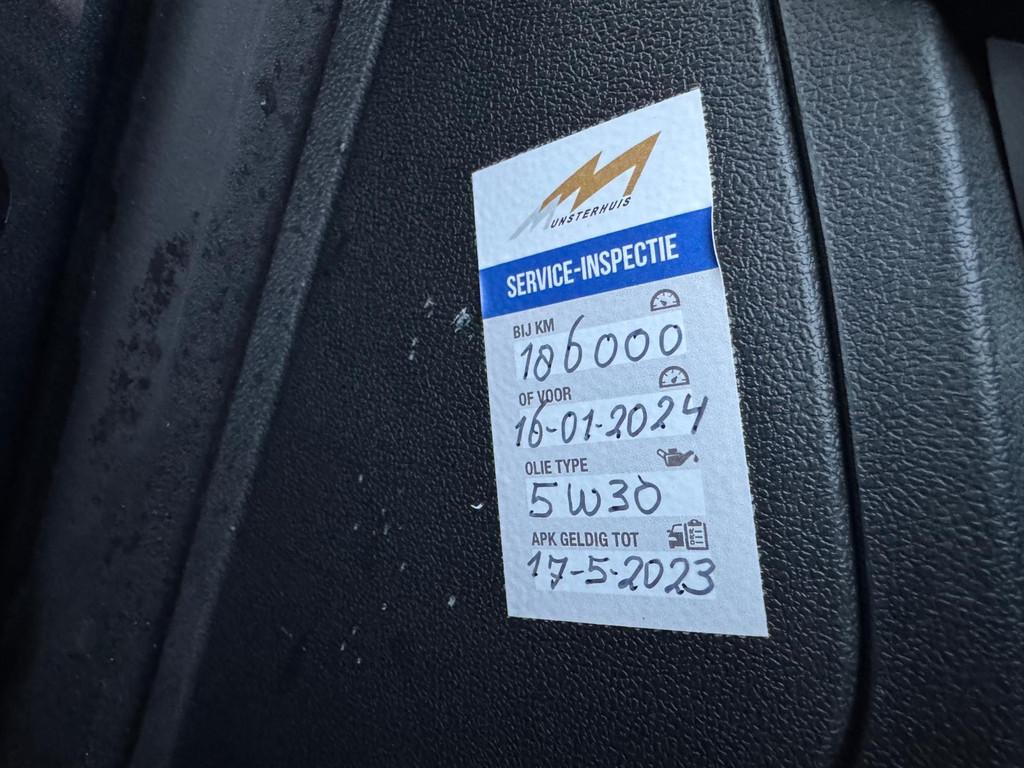 MUNSTERHUIS
SERVICE-INSPECTIE
BIJ KM
186000
OF VOOR
16-01-2024
OLIE TYPE
5W30
APK GELDIG TOT
17-5-2023